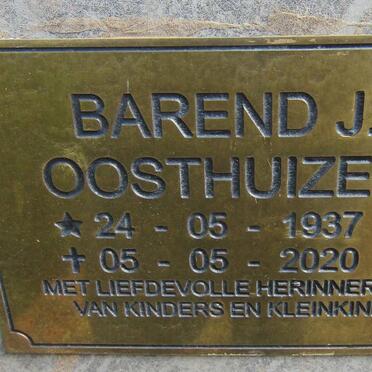 BAREND J.
OOSTHUIZE
★ 24 - 05 - 1937
✝ 05 - 05 - 2020
MET LIEFDEVOLLE HERINNER
VAN KINDERS EN KLEINKIN